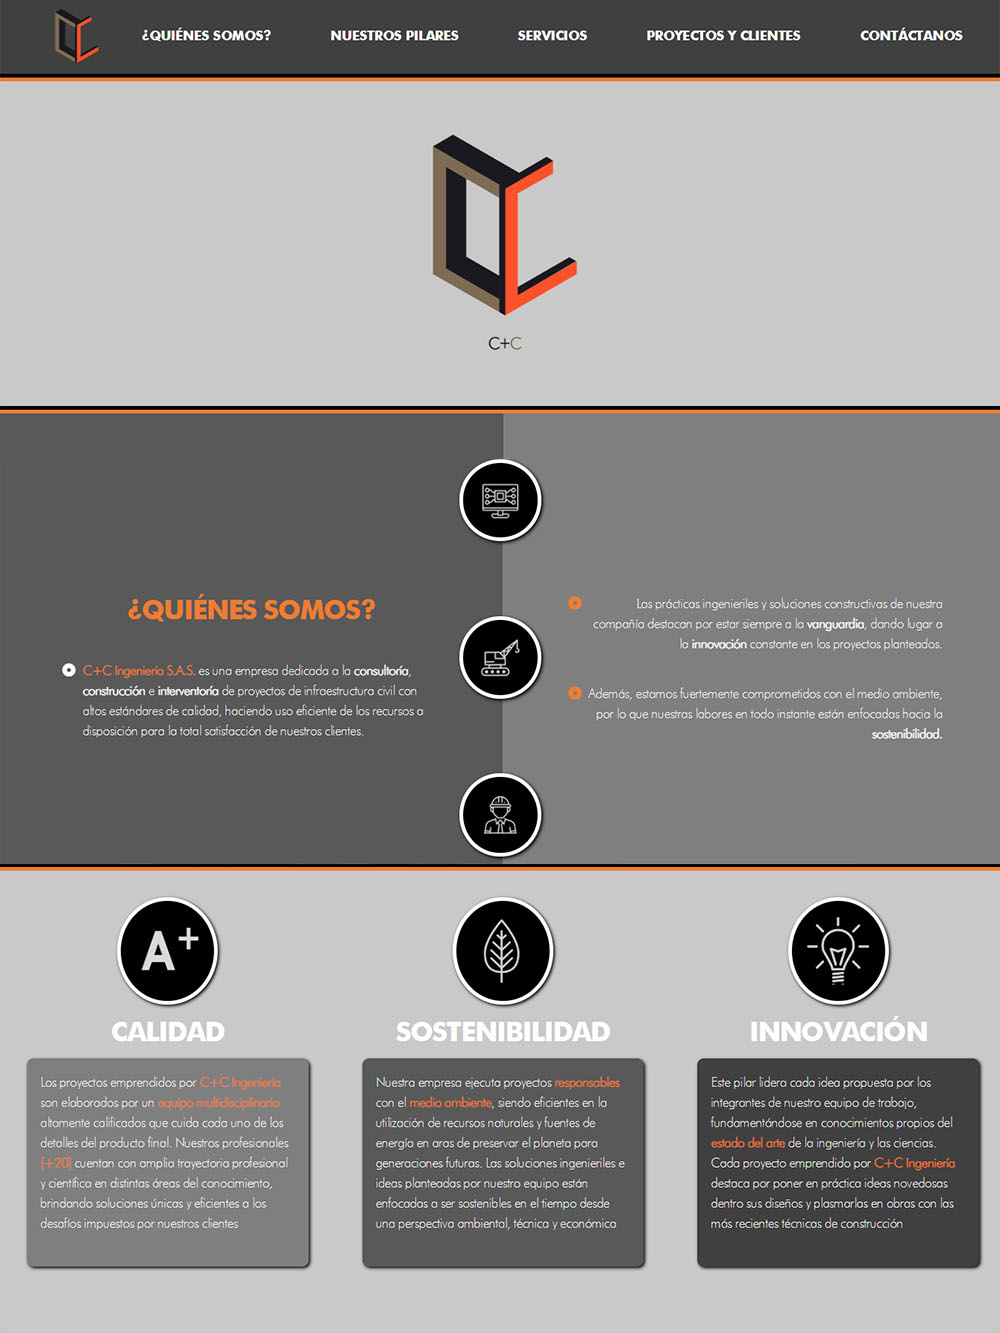 ¿QUIÉNES SOMOS?
NUESTROS PILARES
SERVICIOS
PROYECTOS Y CLIENTES
CONTÁCTANOS
C+C
¿QUIÉNES SOMOS?
C+C Ingeniería S.A.S. es una empresa dedicada a la consultoría,
construcción e interventoría de proyectos de infraestructura civil con
altos estándares de calidad, haciendo uso eficiente de los recursos a
disposición para la total satisfacción de nuestros clientes.
Las prácticas ingenieriles y soluciones constructivas de nuestra
compañía destacan por estar siempre a la vanguardia, dando lugar a
la innovación constante en los proyectos planteados.
Además, estamos fuertemente comprometidos con el medio ambiente,
por lo que nuestras labores en todo instante están enfocadas hacia la
sostenibilidad.
A+
CALIDAD
Los proyectos emprendidos por C+C Ingeniería
son elaborados por un equipo multidisciplinario
altamente calificados que cuida cada uno de los
detalles del producto final. Nuestros profesionales
[+20] cuentan con amplia trayectoria profesional
y científica en distintas áreas del conocimiento,
brindando soluciones únicas y eficientes a los
desafíos impuestos por nuestros clientes
SOSTENIBILIDAD
Nuestra empresa ejecuta proyectos responsables
con el medio ambiente, siendo eficientes en la
utilización de recursos naturales y fuentes de
energía en aras de preservar el planeta para
generaciones futuras. Las soluciones ingenieriles e
ideas planteadas por nuestro equipo están
enfocadas a ser sostenibles en el tiempo desde
una perspectiva ambiental, técnica y económica
INNOVACIÓN
Este pilar lidera cada idea propuesta por los
integrantes de nuestro equipo de trabajo,
fundamentándose en conocimientos propios del
estado del arte de la ingeniería y las ciencias.
Cada proyecto emprendido por C+C Ingeniería
destaca por poner en práctica ideas novedosas
dentro sus diseños y plasmarlas en obras con las
más recientes técnicas de construcción